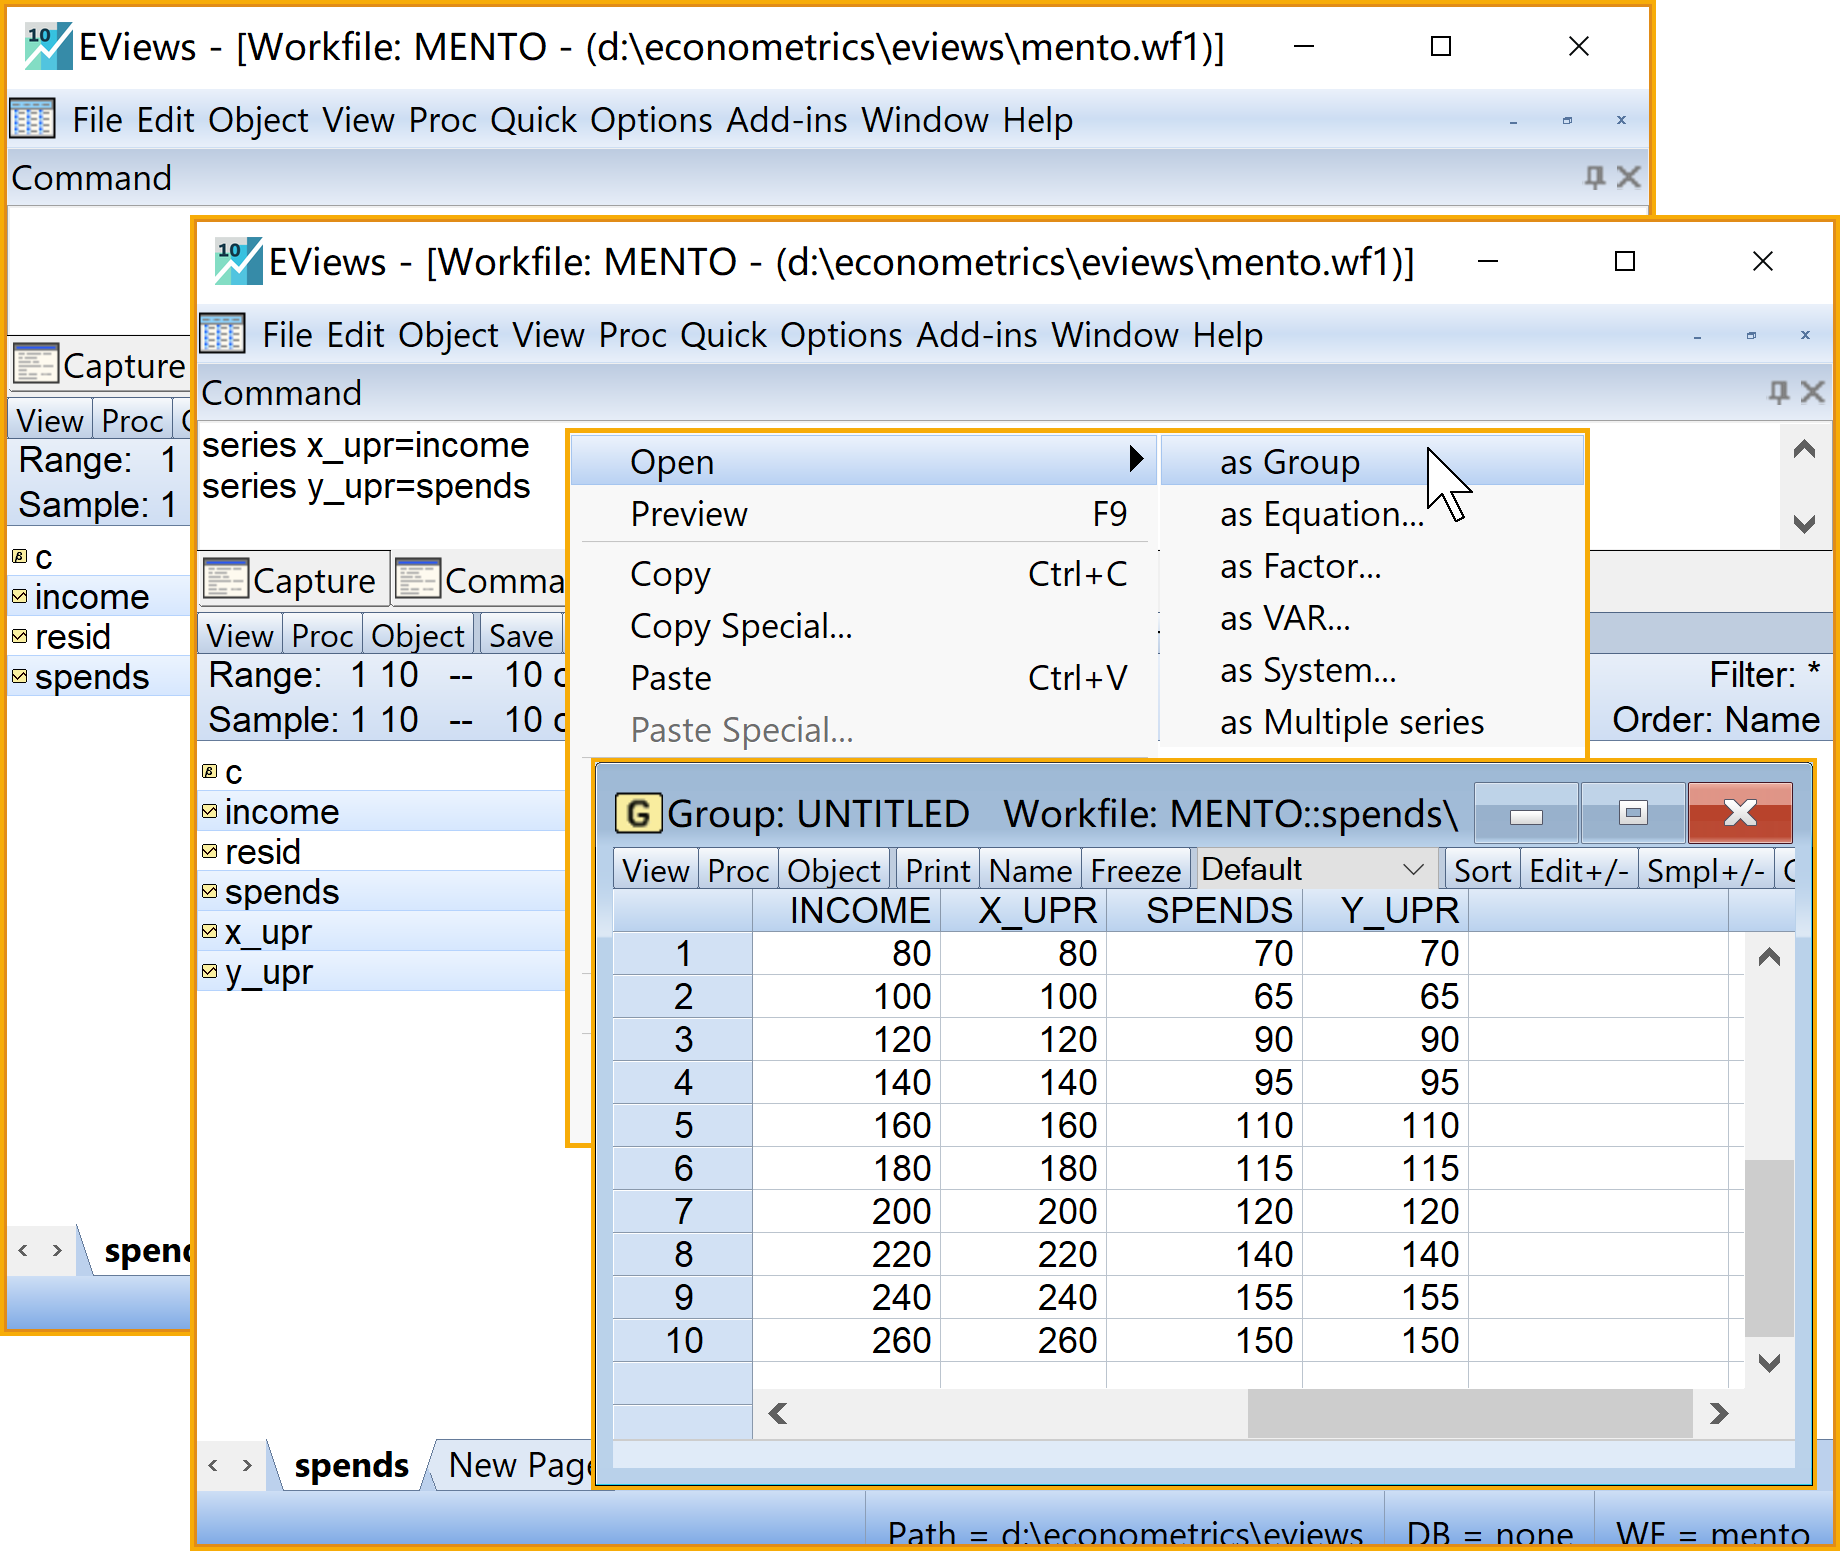 10 EViews - [Workfile: MENTO - (d:\econometrics\eviews\mento.wf1)]
File Edit Object View Proc Quick Options Add-ins Window Help
Command
Capture
View Proc
Range: 1
Sample: 1
c
income
resid
spends
10 EViews - [Workfile: MENTO - (d:\econometrics\eviews\mento.wf1)]
File Edit Object View Proc Quick Options Add-ins Window Help
Command
series x_upr=income
series y_upr=spends
Capture Comma
View Proc Object Save
Range: 1 10 -- 10
Filter: *
Sample: 1 10 -- 10
Order: Name
c
income
resid
spends
x_upr
y_upr
spends New Page
Path = d:\econometrics\eviews DB = none WF = mento
Open
Preview F9
Copy Ctrl+C
Copy Special...
Paste Ctrl+V
Paste Special...
as Group
as Equation...
as Factor...
as VAR...
as System...
as Multiple series
G Group: UNTITLED Workfile: MENTO::spends\
View Proc Object Print Name Freeze Default Sort Edit+/- Smpl+/-
INCOME X_UPR SPENDS Y_UPR
1 80 80 70 70
2 100 100 65 65
3 120 120 90 90
4 140 140 95 95
5 160 160 110 110
6 180 180 115 115
7 200 200 120 120
8 220 220 140 140
9 240 240 155 155
10 260 260 150 150